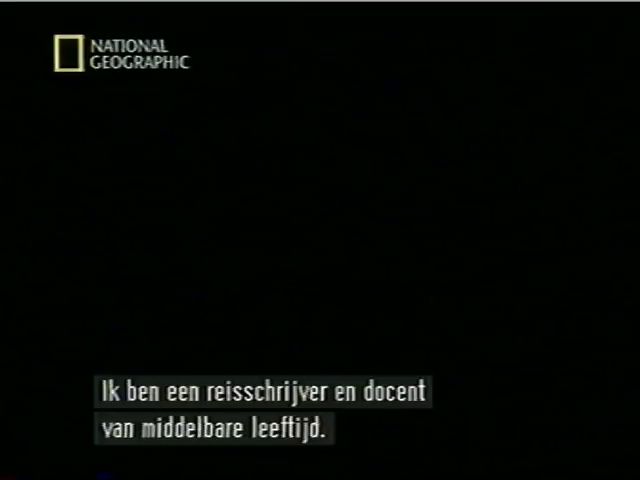 NATIONAL
GEOGRAPHIC
Ik ben een reisschrijver en docent
van middelbare leeftijd.